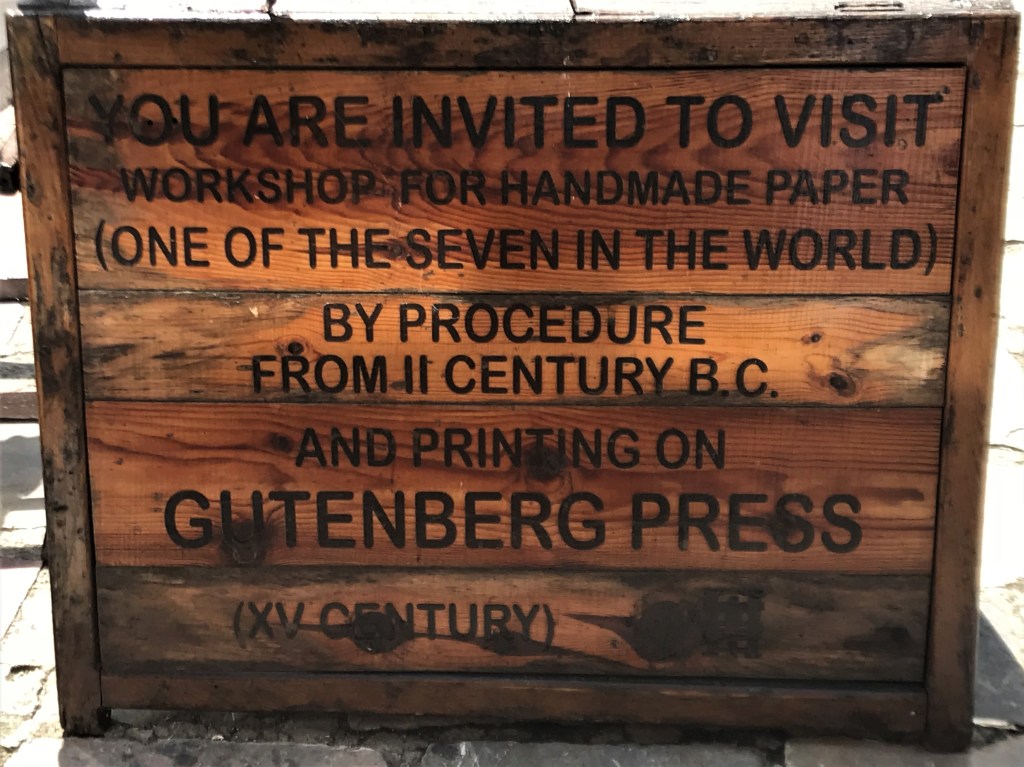 YOU ARE INVITED TO VISIT
WORKSHOP FOR HANDMADE PAPER
(ONE OF THE SEVEN IN THE WORLD)
BY PROCEDURE
FROM II CENTURY B.C.
AND PRINTING ON
GUTENBERG PRESS
(XV CENTURY)